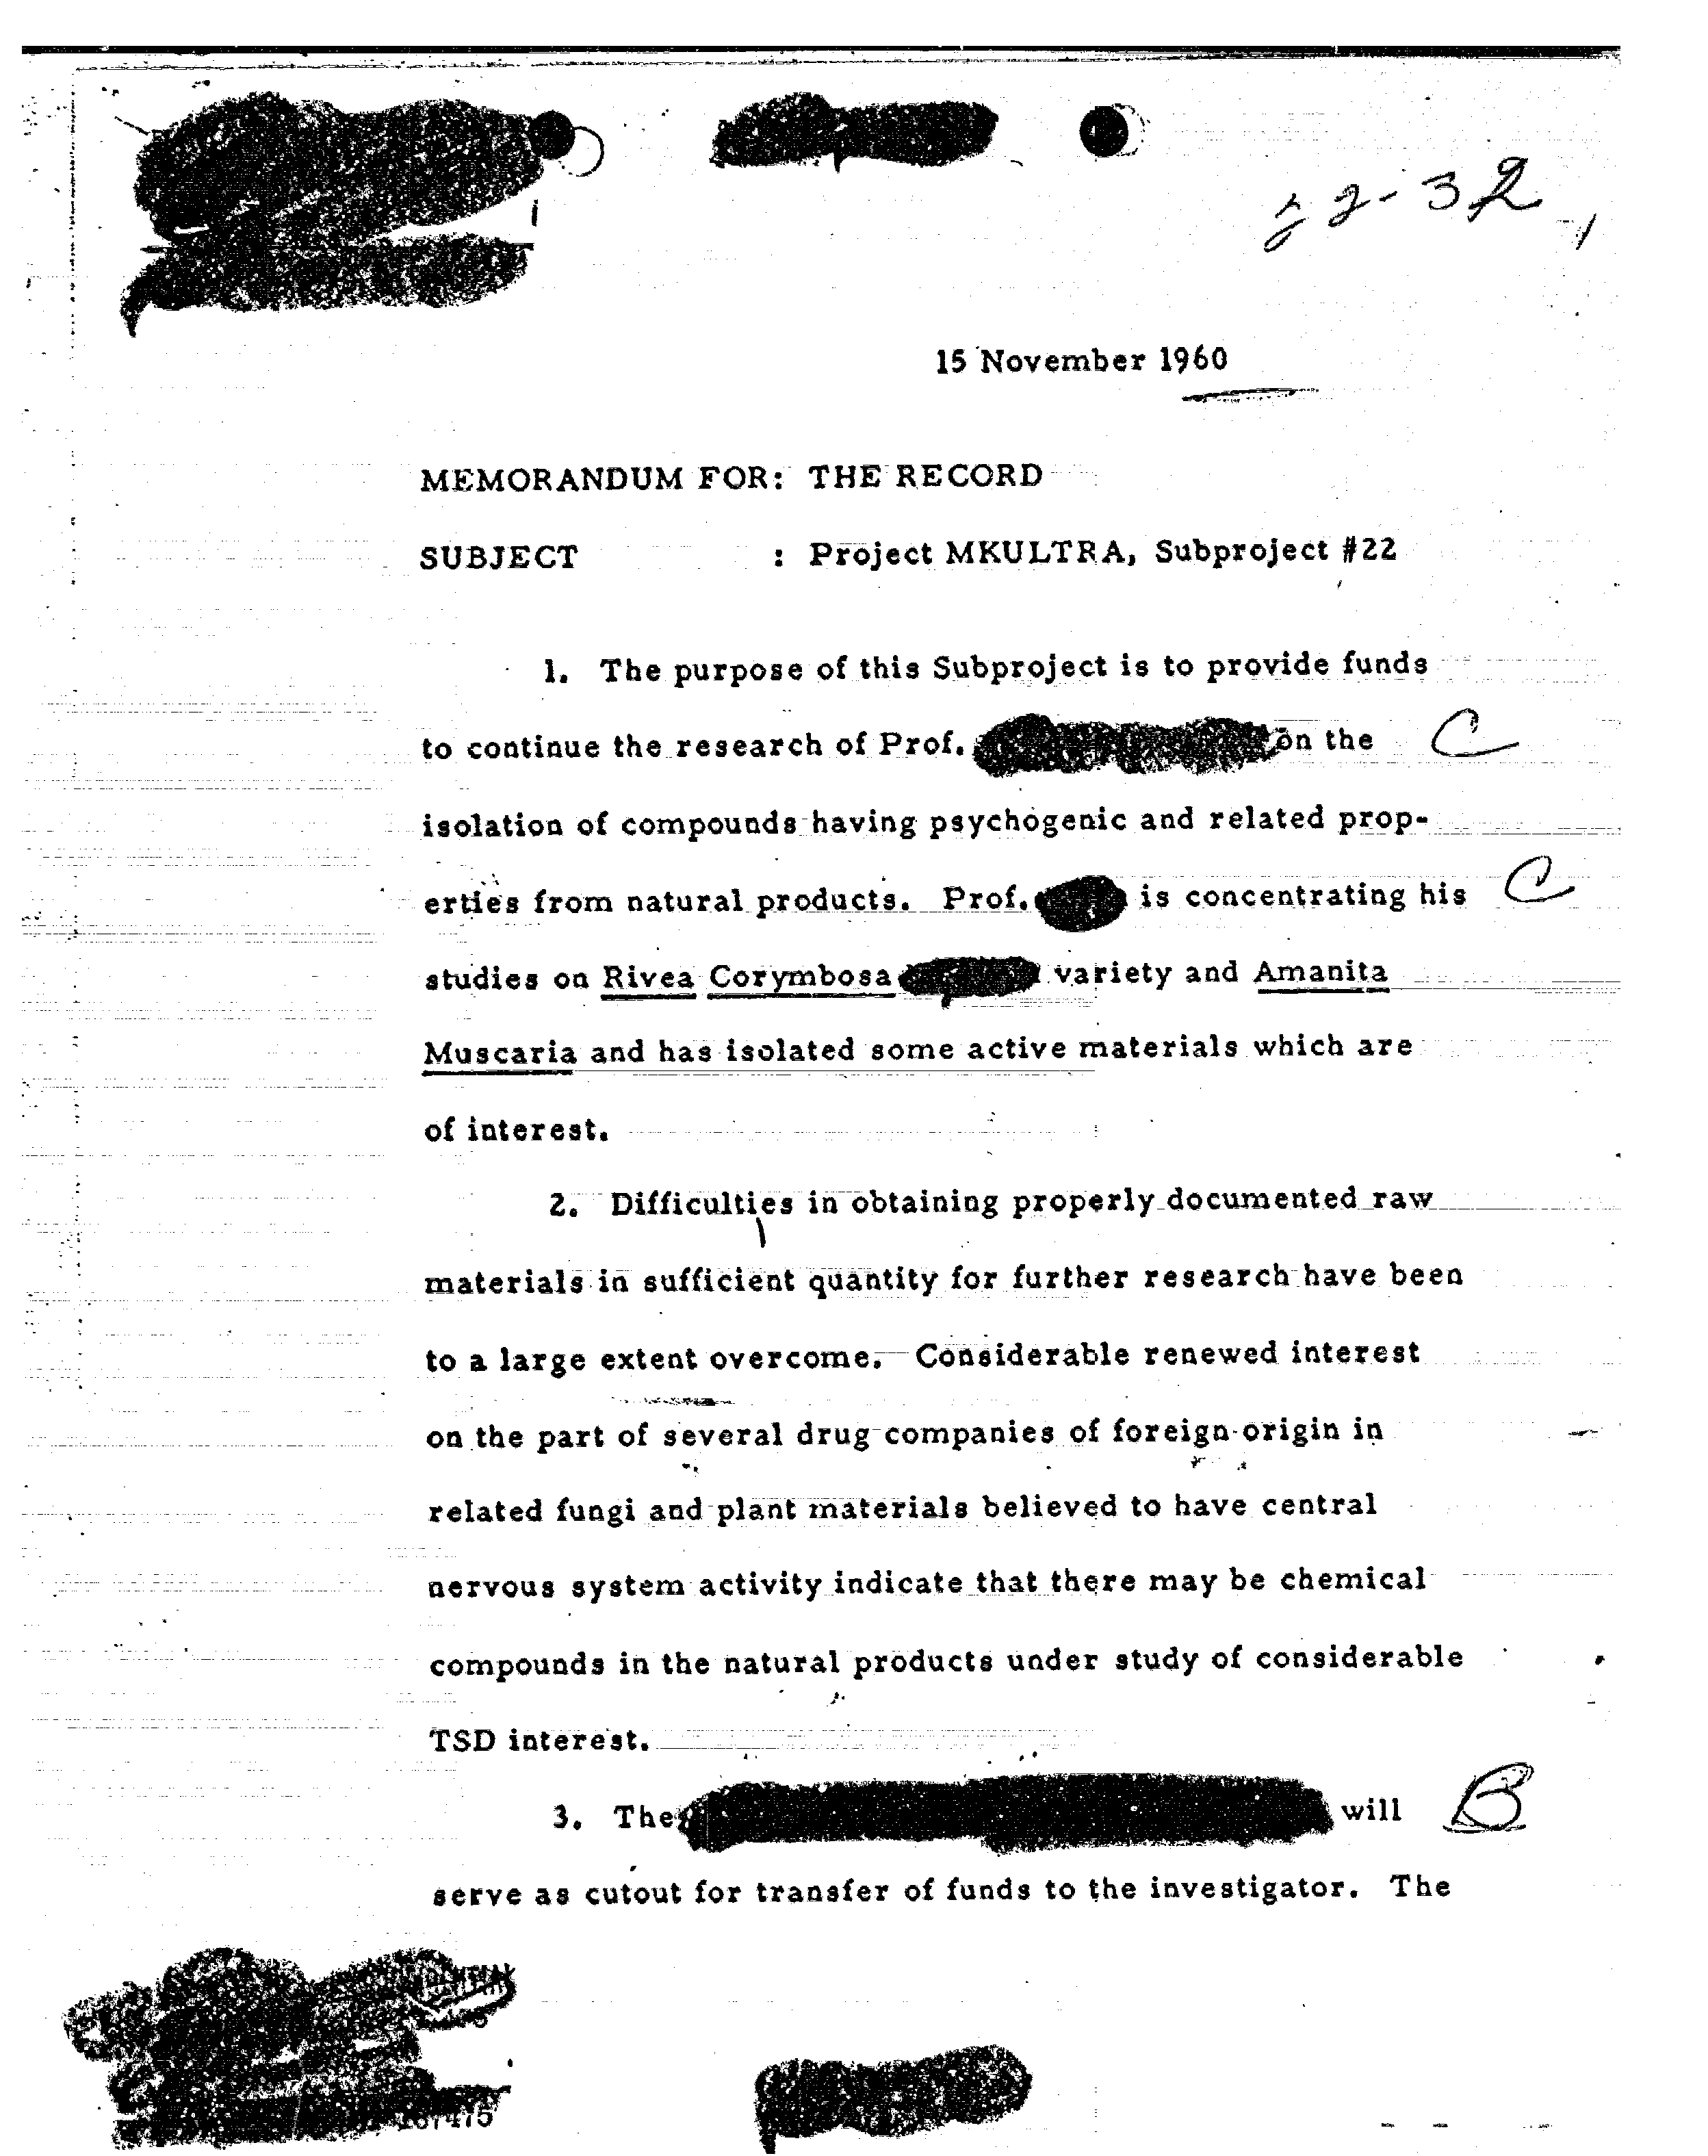 22-32
15 November 1960
MEMORANDUM FOR: THE RECORD
SUBJECT : Project MKULTRA, Subproject #22
1. The purpose of this Subproject is to provide funds
to continue the research of Prof. on the C
isolation of compounds having psychogenic and related prop-
erties from natural products. Prof. is concentrating his C
studies on Rivea Corymbosa variety and Amanita
Muscaria and has isolated some active materials which are
of interest.
2. Difficulties in obtaining properly documented raw
materials in sufficient quantity for further research have been
to a large extent overcome. Considerable renewed interest
on the part of several drug companies of foreign origin in
related fungi and plant materials believed to have central
nervous system activity indicate that there may be chemical
compounds in the natural products under study of considerable
TSD interest.
3. The will B
serve as cutout for transfer of funds to the investigator. The